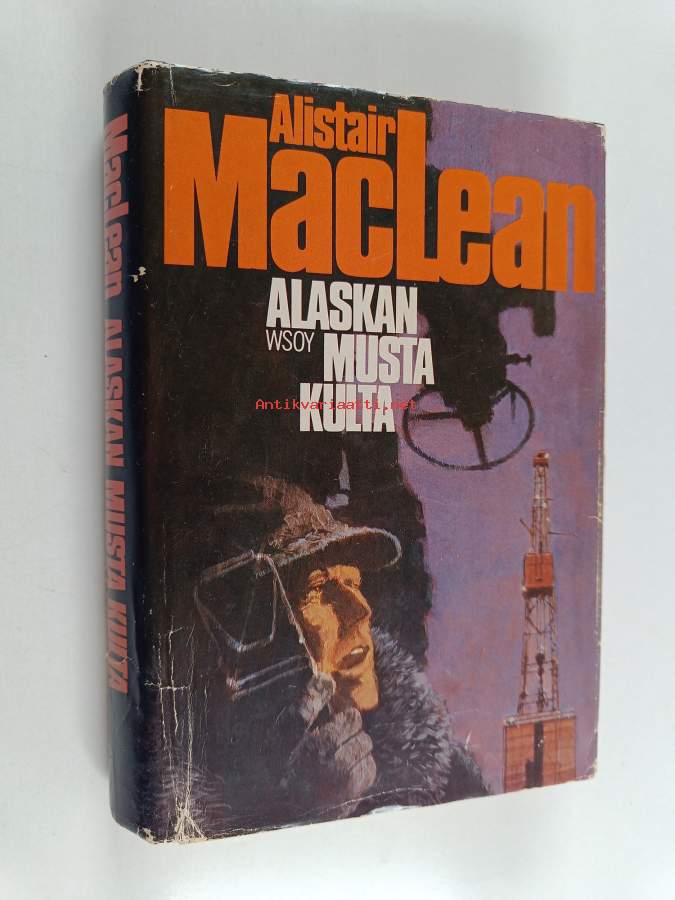 Alistair
MacLean
ALASKAN
WSOY MUSTA
KULTA
Antikvariaatti.net
MacLean ALASKAN MUSTA KULTA